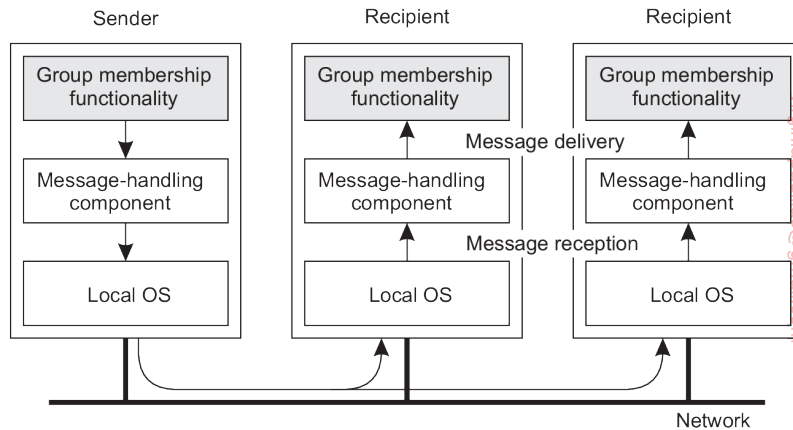 Sender
Recipient
Recipient
Group membership
functionality
Group membership
functionality
Group membership
functionality
Message delivery
Message-handling
component
Message-handling
component
Message-handling
component
Message reception
Local OS
Local OS
Local OS
Network